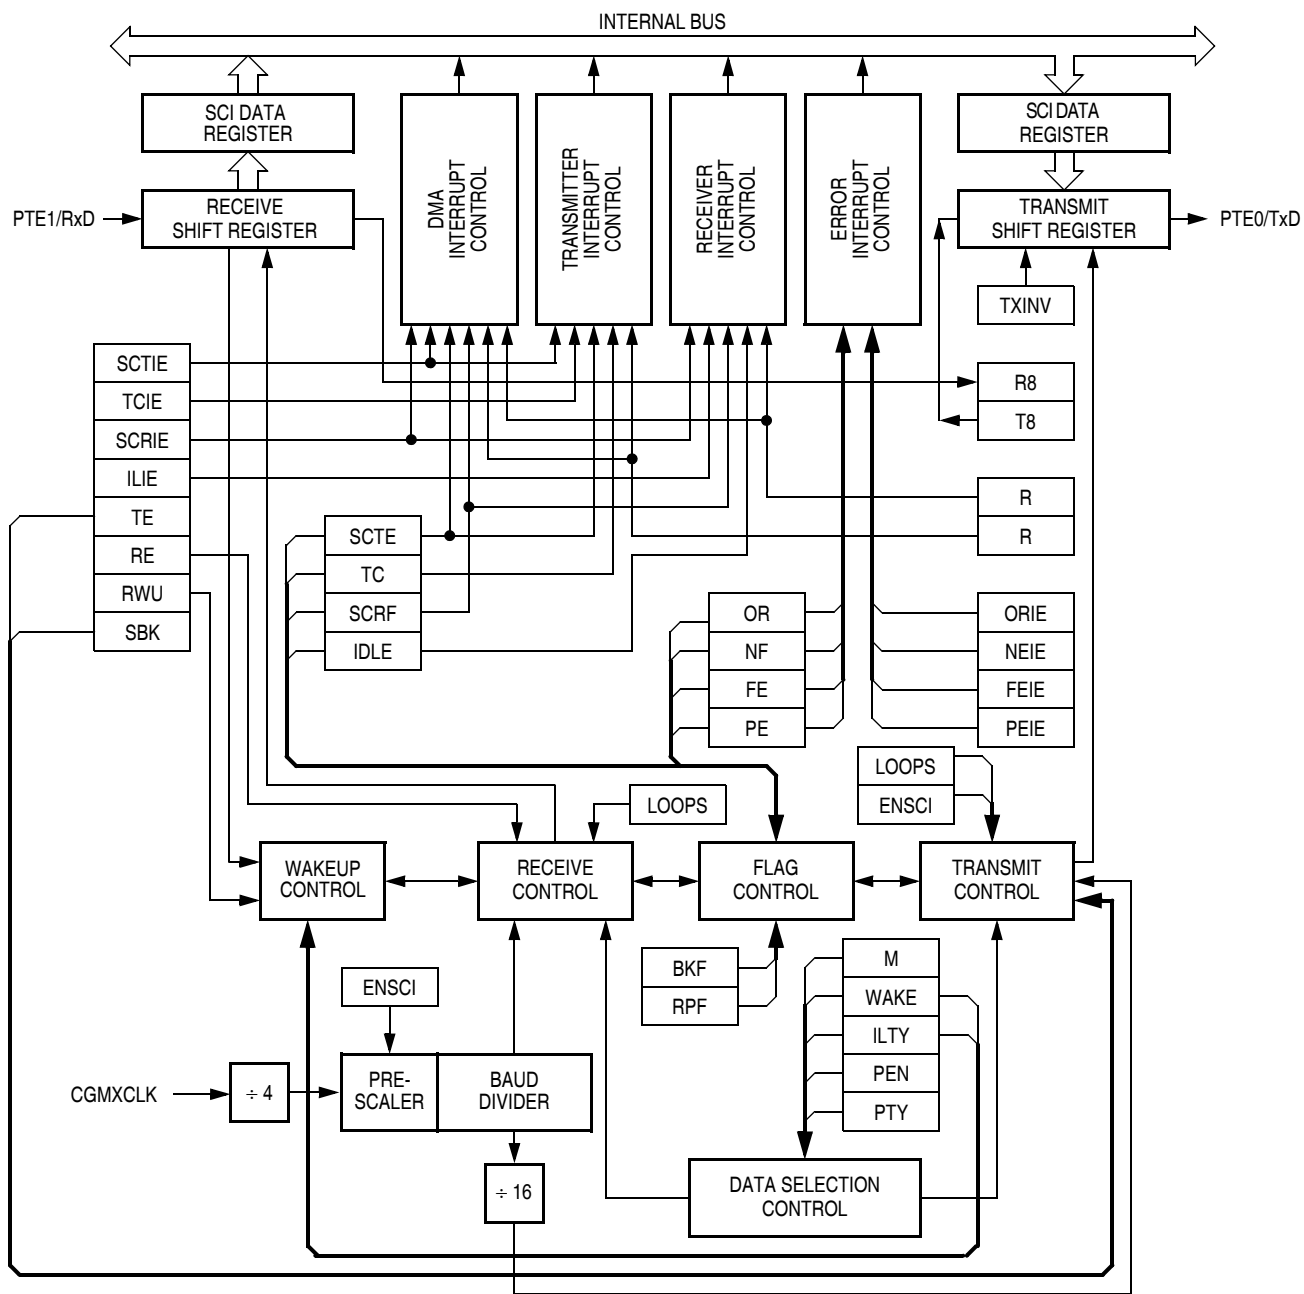 INTERNAL BUS
SCI DATA
REGISTER
DMA
INTERRUPT
CONTROL
TRANSMITTER
INTERRUPT
CONTROL
RECEIVER
INTERRUPT
CONTROL
ERROR
INTERRUPT
CONTROL
SCI DATA
REGISTER
PTE1/RxD
RECEIVE
SHIFT REGISTER
TRANSMIT
SHIFT REGISTER
PTE0/TxD
TXINV
SCTIE
TCIE
SCRIE
ILIE
TE
RE
RWU
SBK
R8
T8
R
R
SCTE
TC
SCRF
IDLE
OR
NF
FE
PE
ORIE
NEIE
FEIE
PEIE
LOOPS
ENSCI
LOOPS
WAKEUP
CONTROL
RECEIVE
CONTROL
FLAG
CONTROL
TRANSMIT
CONTROL
BKF
RPF
M
WAKE
ILTY
PEN
PTY
ENSCI
CGMXCLK
÷ 4
PRE-
SCALER
BAUD
DIVIDER
÷ 16
DATA SELECTION
CONTROL